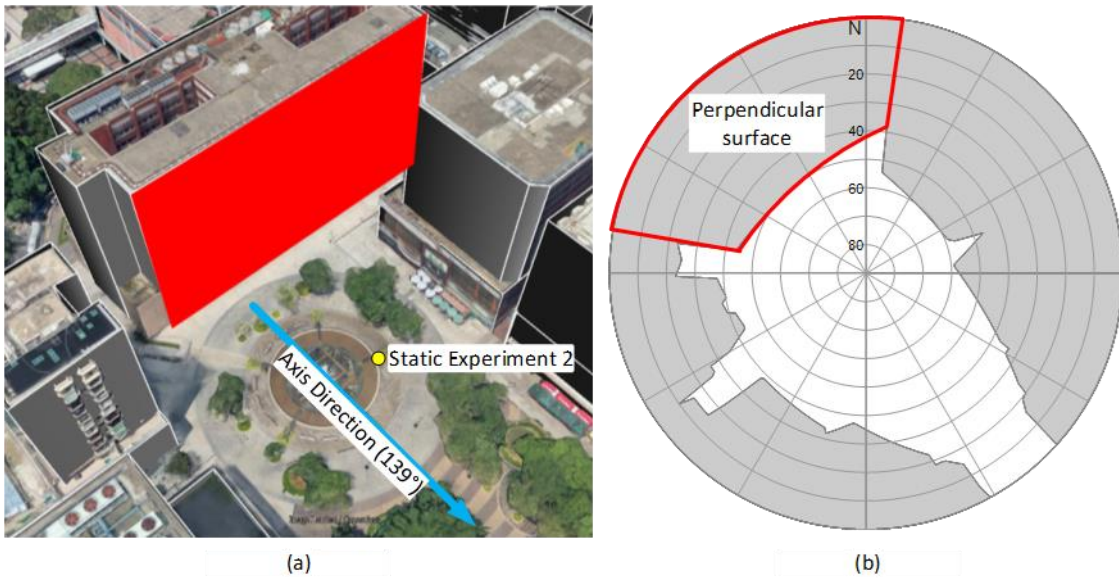 Static Experiment 2
Axis Direction (139°)
N
20
Perpendicular
surface
40
60
80
(a)
(b)